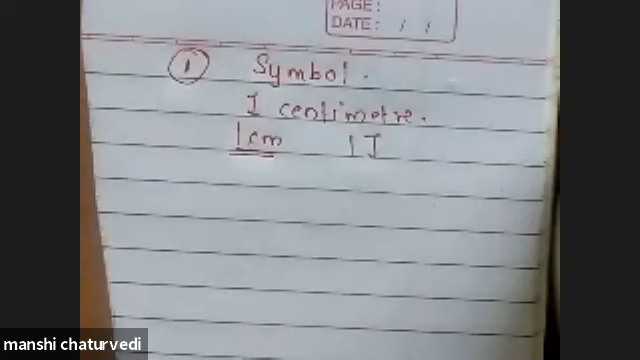 PAGE:
DATE: / /
① Symbol.
1 centimetre.
1cm 1J
manshi chaturvedi